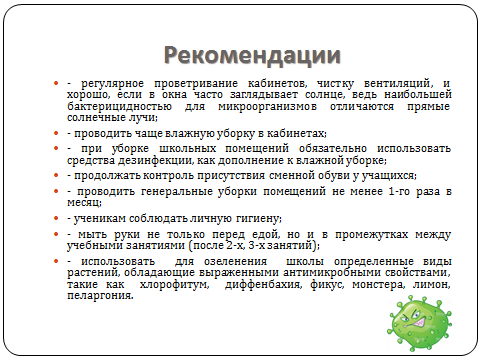 Рекомендации
- регулярное проветривание кабинетов, чистку вентиляций, и
хорошо, если в окна часто заглядывает солнце, ведь наибольшей
бактерицидностью для микроорганизмов отличаются прямые
солнечные лучи;
- проводить чаще влажную уборку в кабинетах;
- при уборке школьных помещений обязательно использовать
средства дезинфекции, как дополнение к влажной уборке;
- продолжать контроль присутствия сменной обуви у учащихся;
- проводить генеральные уборки помещений не менее 1-го раза в
месяц;
- ученикам соблюдать личную гигиену;
- мыть руки не только перед едой, но и в промежутках между
учебными занятиями (после 2-х, 3-х занятий);
- использовать для озеленения школы определенные виды
растений, обладающие выраженными антимикробными свойствами,
такие как хлорофитум, диффенбахия, фикус, монстера, лимон,
пеларгония.